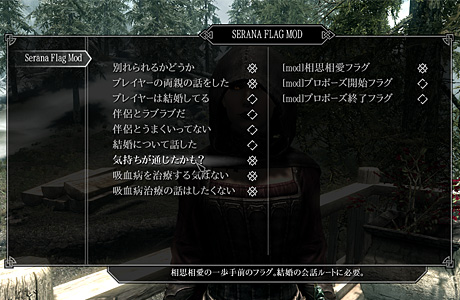 SERANA FLAG MOD
Serana Flag Mod
別れられるかどうか
プレイヤーの両親の話をした
プレイヤーは結婚してる
伴侶とラブラブだ
伴侶とうまくいってない
結婚について話した
気持ちが通じたかも?
吸血病を治療する気はない
吸血病治療の話はしたくない
[mod]相思相愛フラグ
[mod]プロポーズ開始フラグ
[mod]プロポーズ終了フラグ
相思相愛の一歩手前のフラグ。結婚の会話ルートに必要。